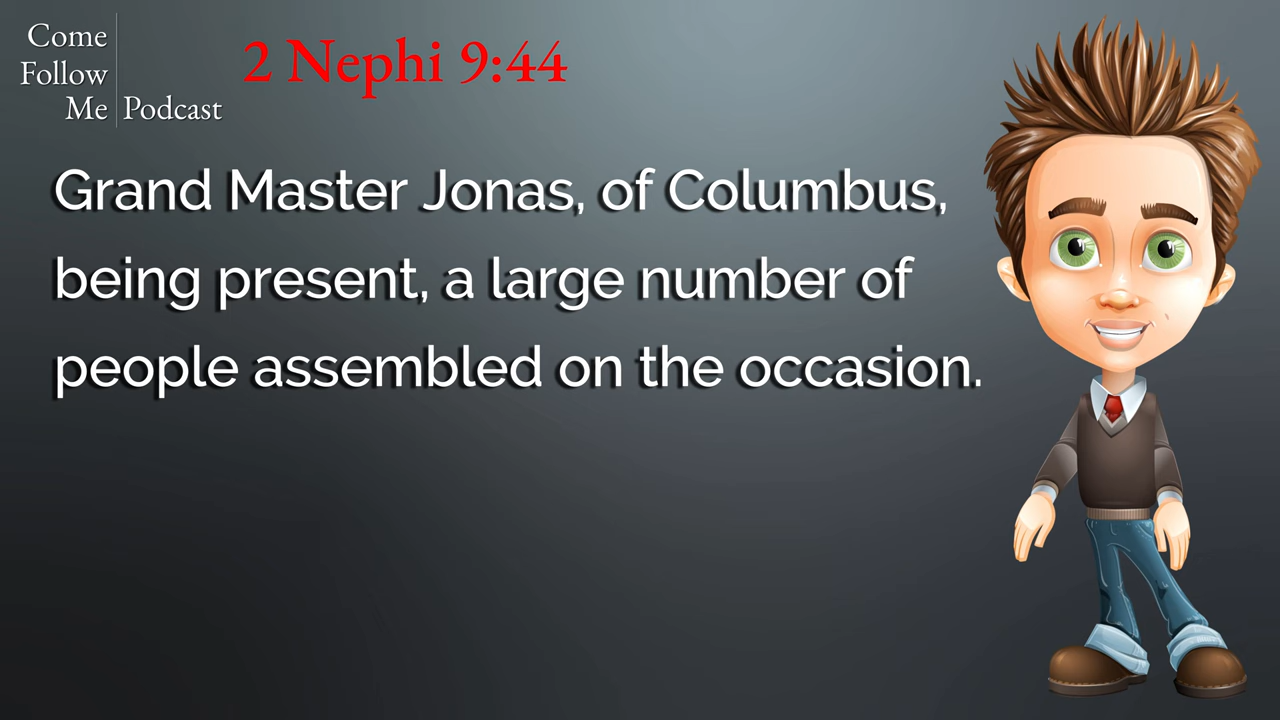 Come
Follow
Me Podcast
2 Nephi 9:44
Grand Master Jonas, of Columbus,
being present, a large number of
people assembled on the occasion.